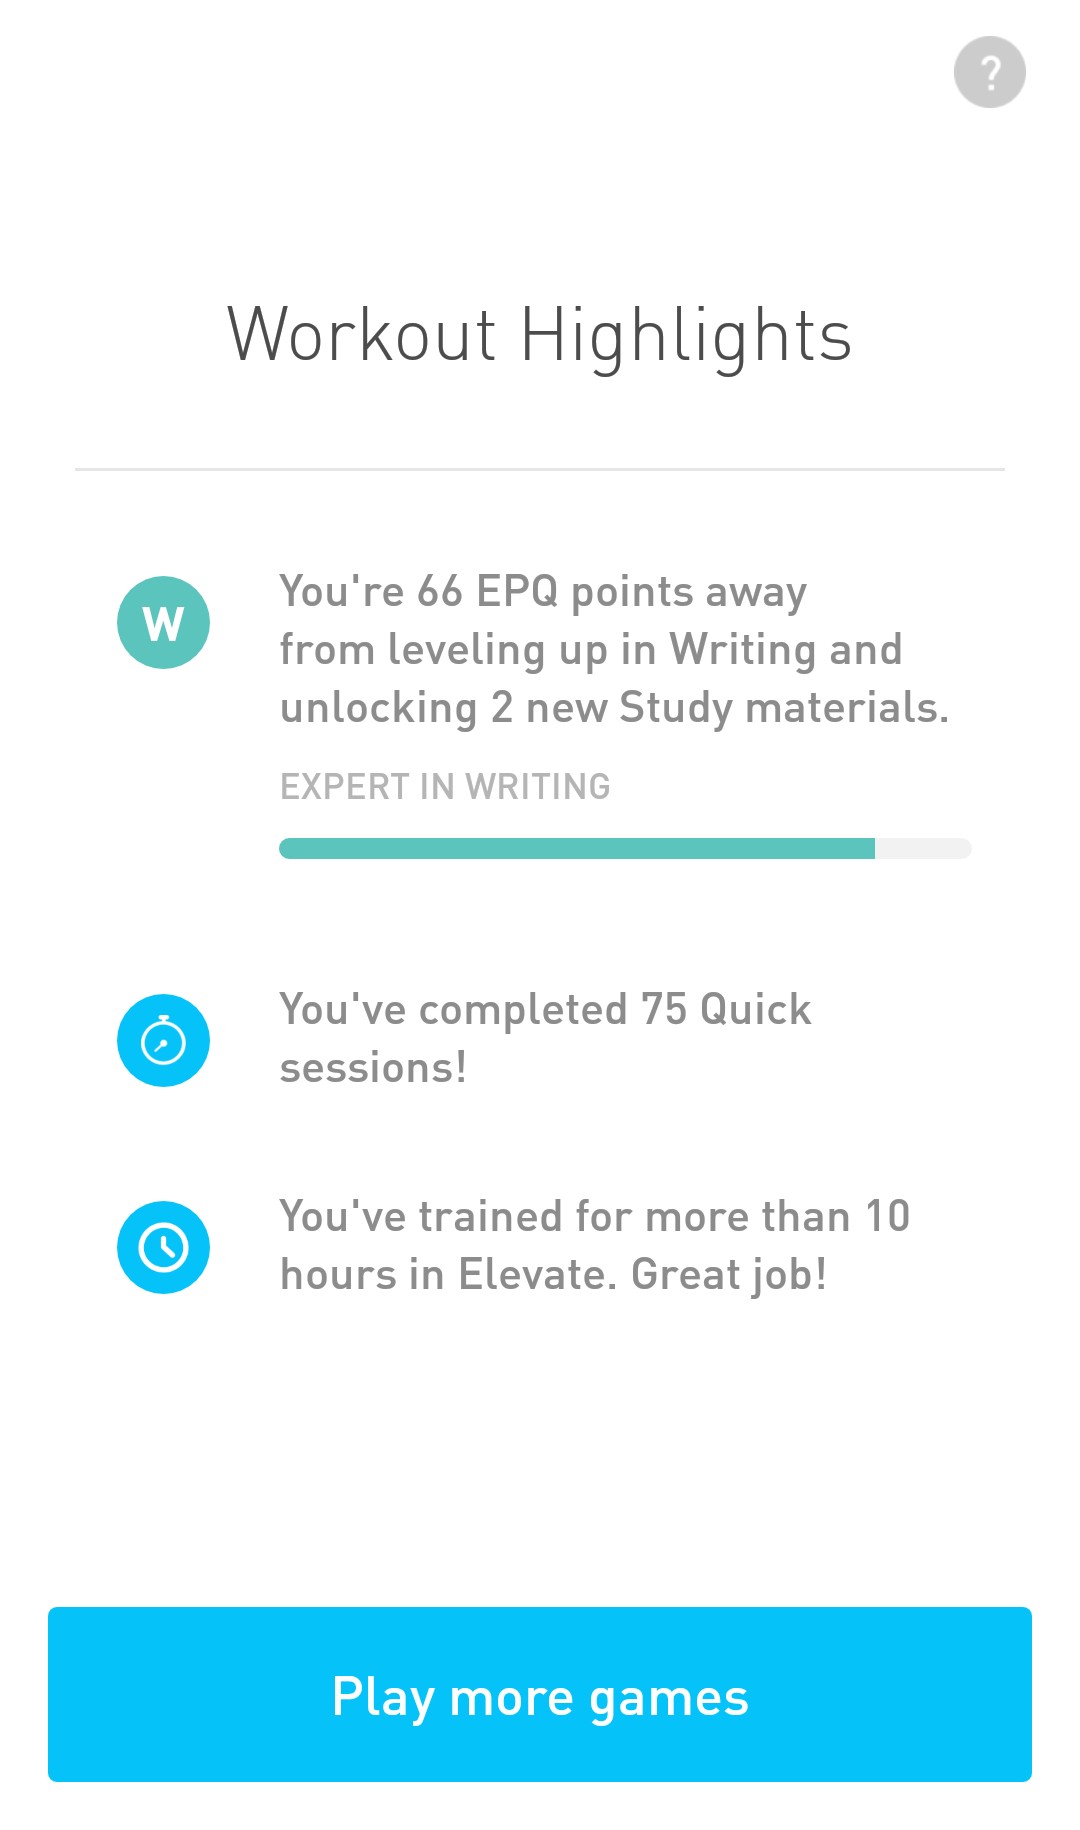 ?
Workout Highlights
W
You're 66 EPQ points away
from leveling up in Writing and
unlocking 2 new Study materials.
EXPERT IN WRITING
You've completed 75 Quick
sessions!
You've trained for more than 10
hours in Elevate. Great job!
Play more games